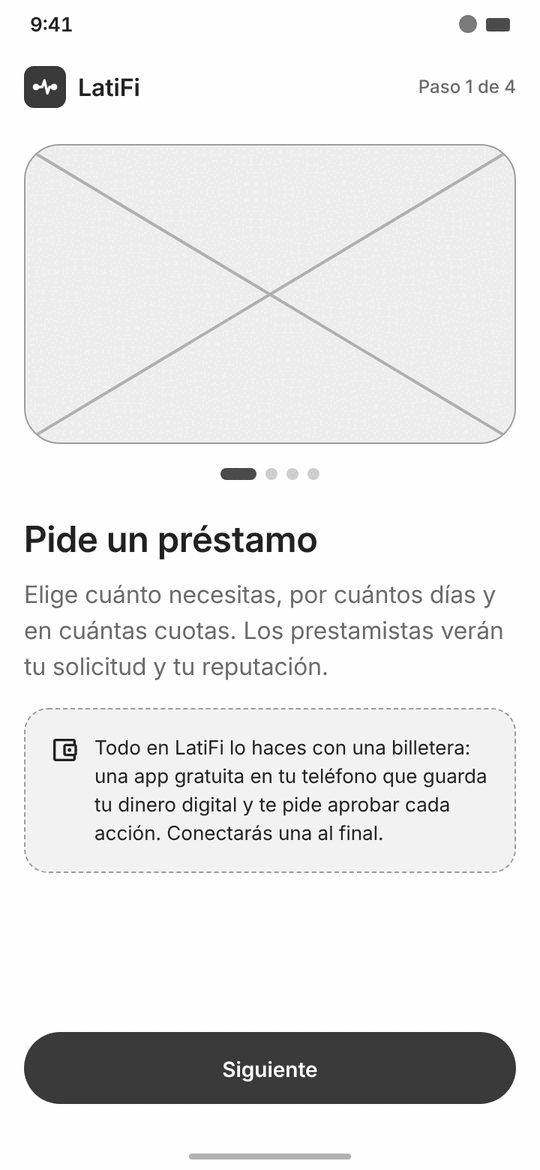 9:41
LatiFi
Paso 1 de 4
Pide un préstamo
Elige cuánto necesitas, por cuántos días y
en cuántas cuotas. Los prestamistas verán
tu solicitud y tu reputación.
Todo en LatiFi lo haces con una billetera:
una app gratuita en tu teléfono que guarda
tu dinero digital y te pide aprobar cada
acción. Conectarás una al final.
Siguiente